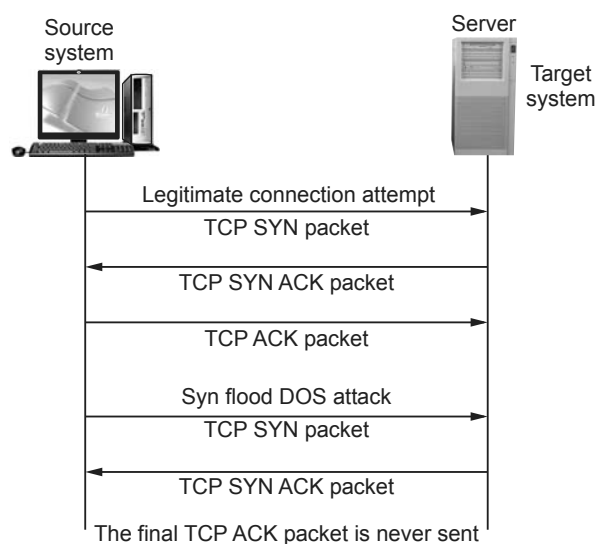 Source
system
Server
Target
system
Legitimate connection attempt
TCP SYN packet
TCP SYN ACK packet
TCP ACK packet
Syn flood DOS attack
TCP SYN packet
TCP SYN ACK packet
The final TCP ACK packet is never sent